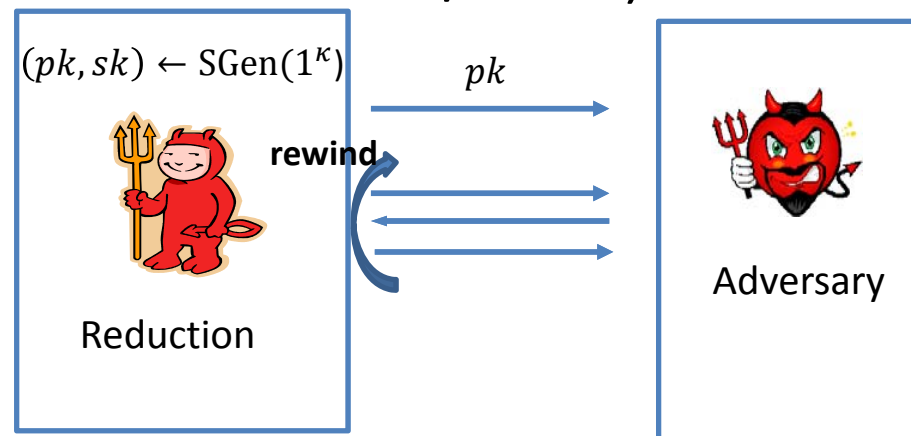 (𝑝𝑘, 𝑠𝑘) ← SGen(1^𝜅)
𝑝𝑘
rewind
Reduction
Adversary